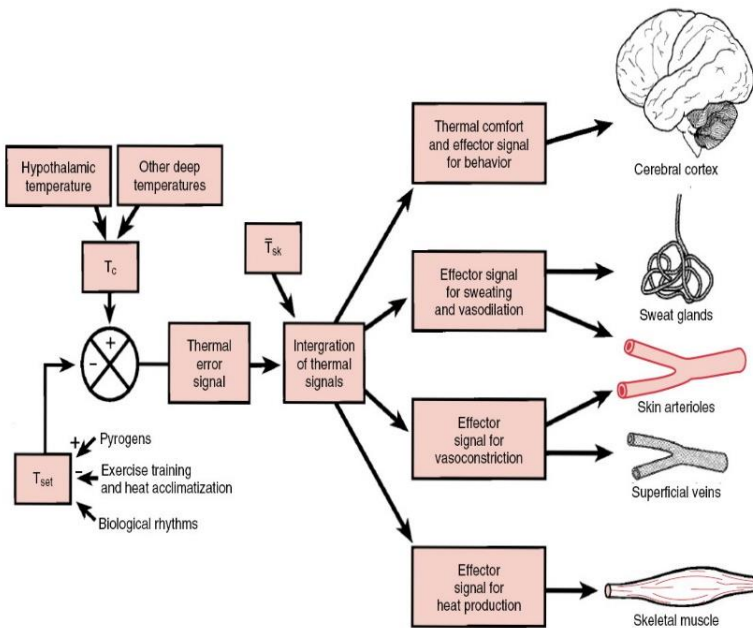 Thermal comfort
and effector signal
for behavior
Cerebral cortex
Hypothalamic
temperature
Other deep
temperatures
T̅sk
Tc
Effector signal
for sweating
and vasodilation
Sweat glands
+
-
Thermal
error
signal
Intergration
of thermal
signals
Skin arterioles
Effector
signal for
vasoconstriction
Superficial veins
+
Pyrogens
-
Exercise training
and heat acclimatization
Tset
Biological rhythms
Effector
signal for
heat production
Skeletal muscle